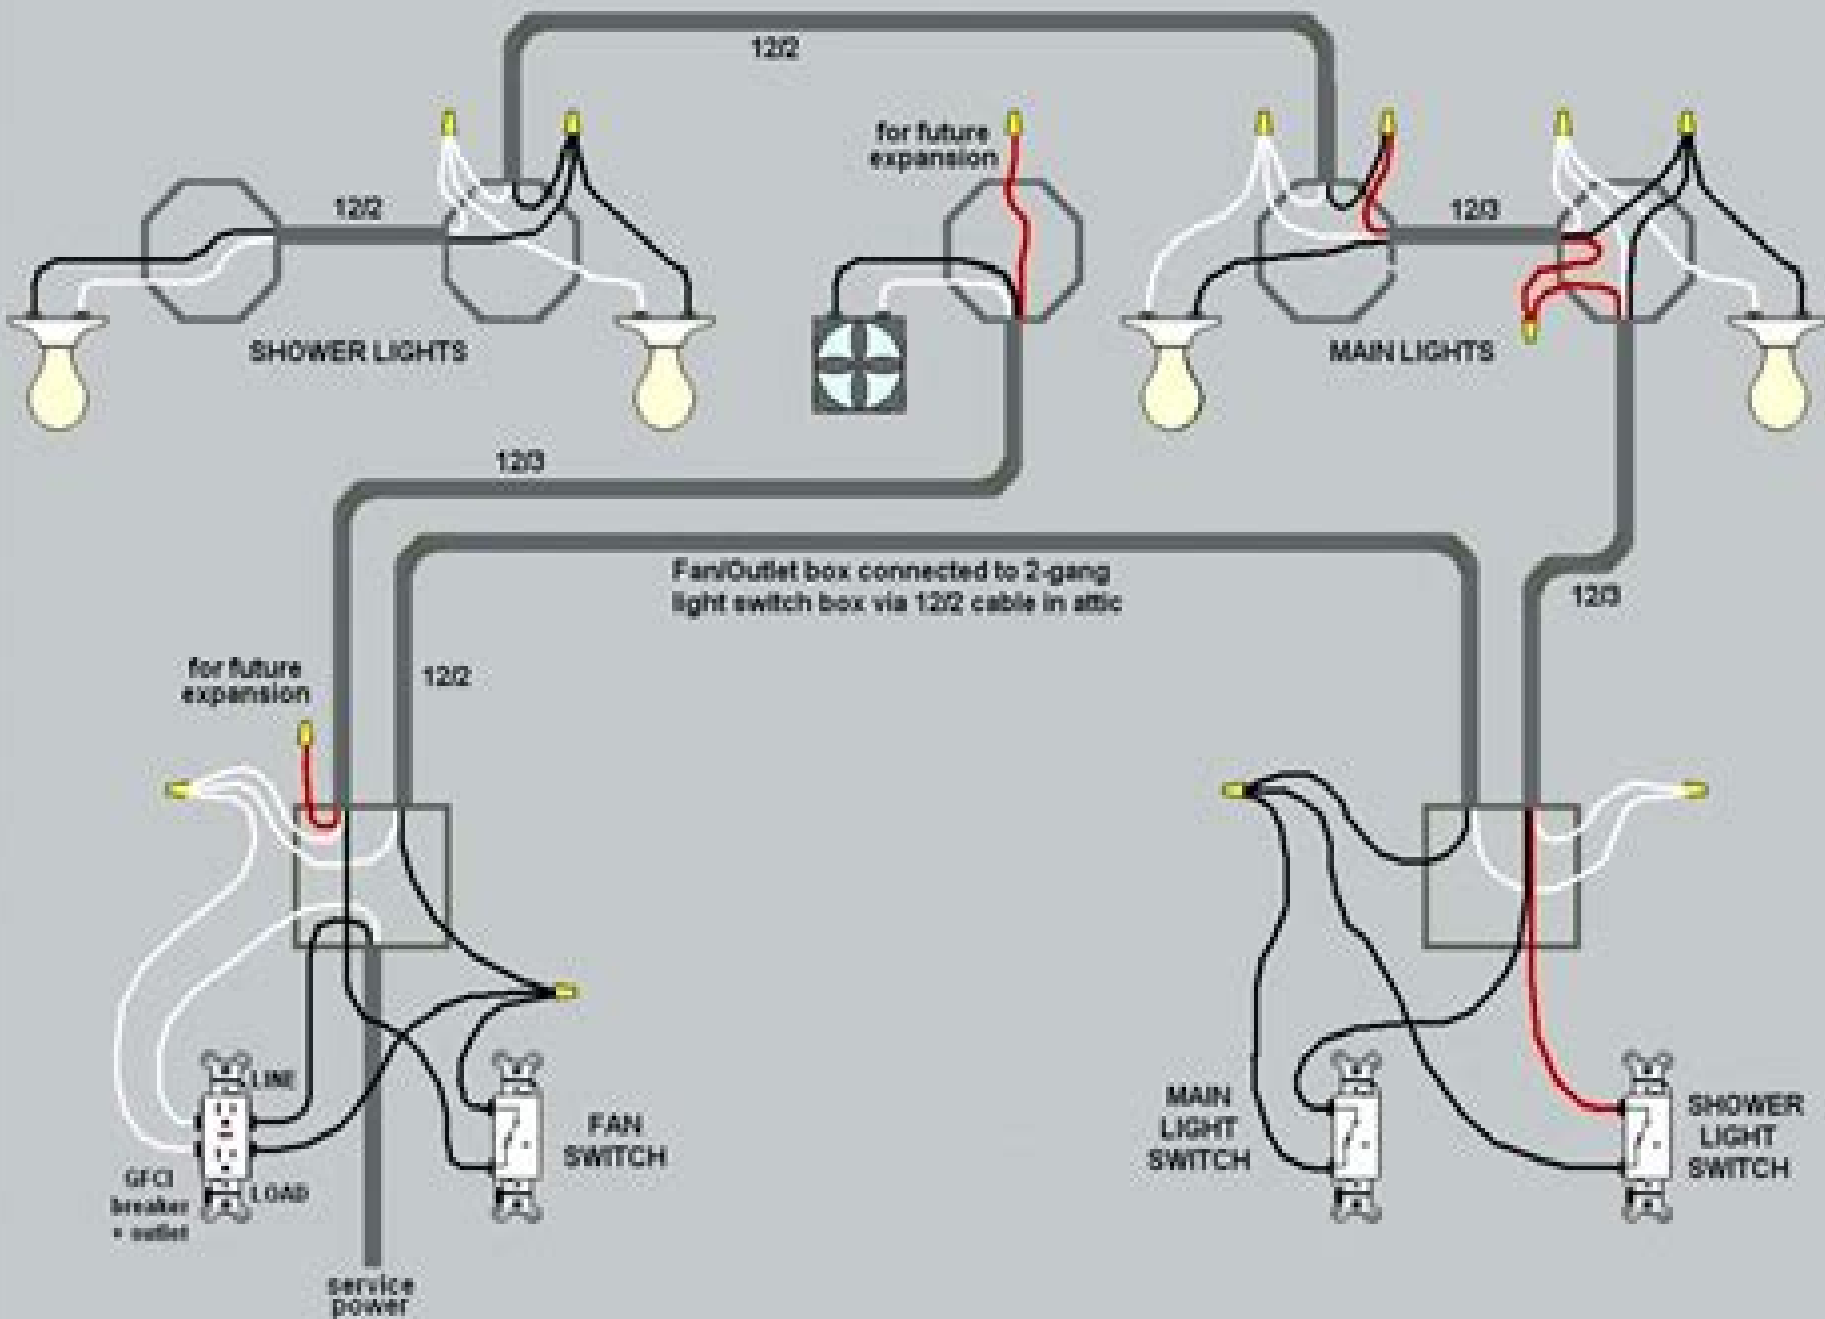 12/2
for future
expansion
12/2
12/3
SHOWER LIGHTS
MAIN LIGHTS
12/3
Fan/Outlet box connected to 2-gang
light switch box via 12/2 cable in attic
12/3
for future
expansion
12/2
LINE
FAN
SWITCH
MAIN
LIGHT
SWITCH
SHOWER
LIGHT
SWITCH
GFCI
breaker
+ outlet
LOAD
service
power